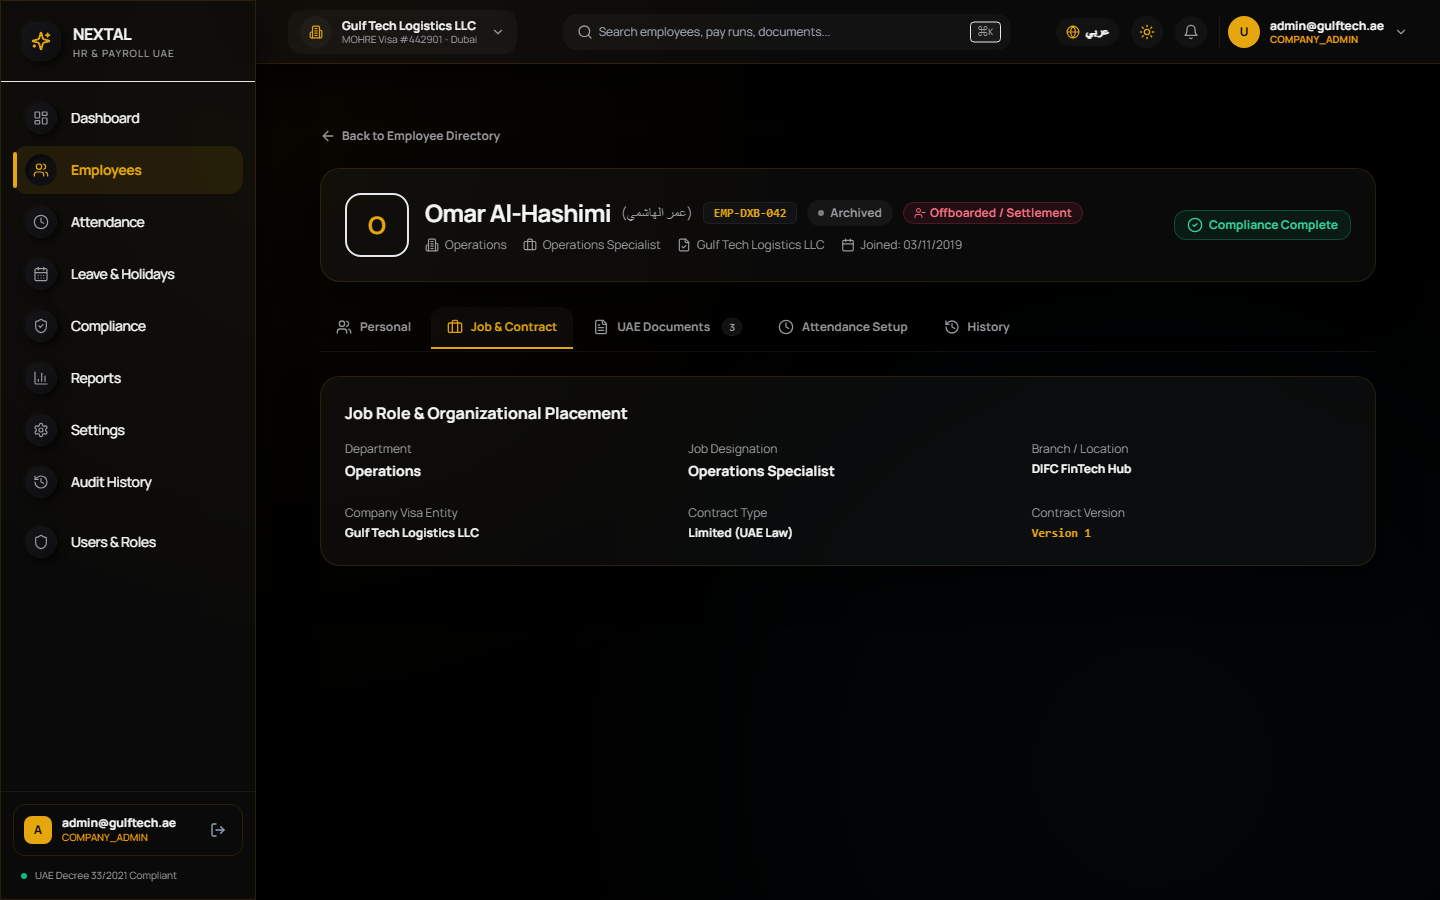 NEXTAL
HR & PAYROLL UAE
Gulf Tech Logistics LLC
MOHRE Visa #442901 - Dubai
Search employees, pay runs, documents...
⌘K
عربي
U
admin@gulftech.ae
COMPANY_ADMIN
Dashboard
Employees
Attendance
Leave & Holidays
Compliance
Reports
Settings
Audit History
Users & Roles
A
admin@gulftech.ae
COMPANY_ADMIN
UAE Decree 33/2021 Compliant
Back to Employee Directory
O
Omar Al-Hashimi (عمر الهاشمي) EMP-DXB-042 Archived Offboarded / Settlement
Operations Operations Specialist Gulf Tech Logistics LLC Joined: 03/11/2019
Compliance Complete
Personal Job & Contract UAE Documents 3 Attendance Setup History
Job Role & Organizational Placement
Department Job Designation Branch / Location
Operations Operations Specialist DIFC FinTech Hub
Company Visa Entity Contract Type Contract Version
Gulf Tech Logistics LLC Limited (UAE Law) Version 1